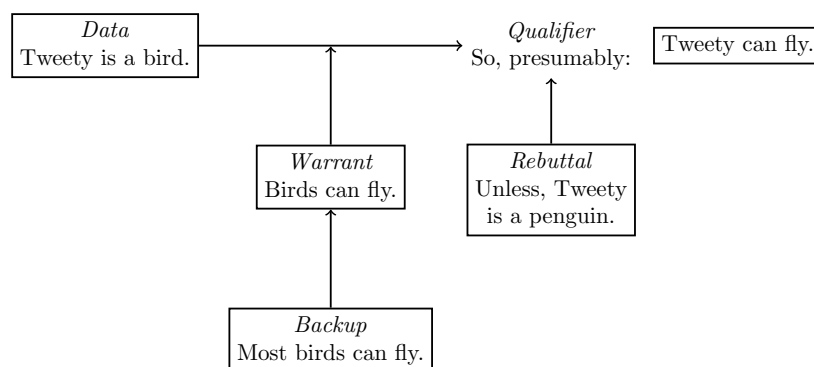 Data
Tweety is a bird.
Qualifier
So, presumably:
Tweety can fly.
Warrant
Birds can fly.
Rebuttal
Unless, Tweety
is a penguin.
Backup
Most birds can fly.